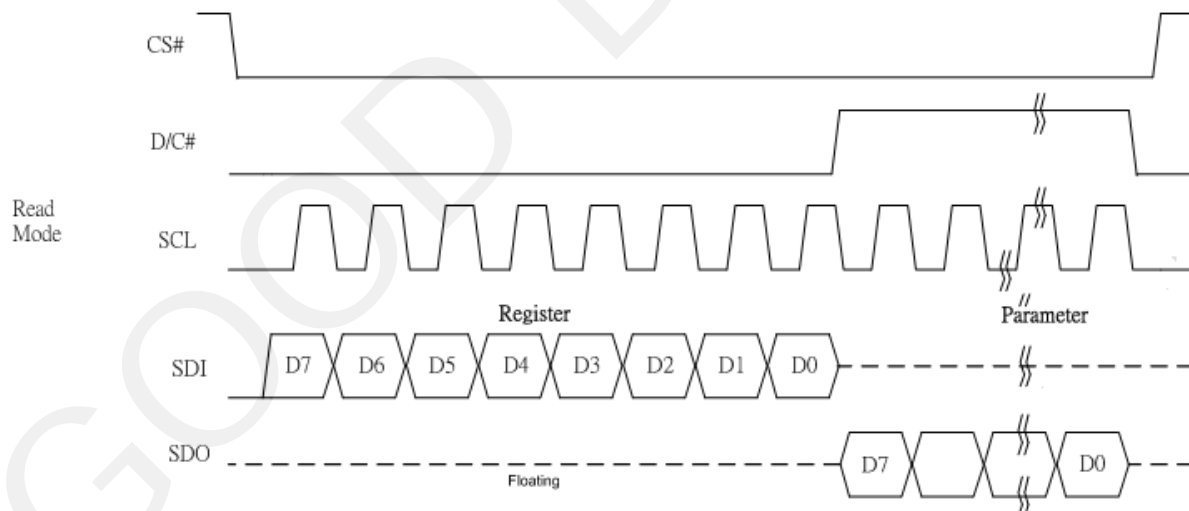 CS#
D/C#
Read
Mode
SCL
Register
Parameter
SDI
D7 D6 D5 D4 D3 D2 D1 D0
SDO
Floating
D7 D0
GOOD